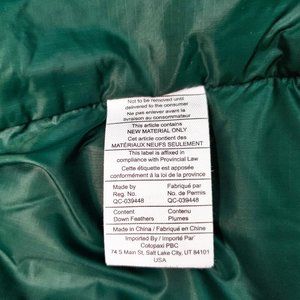 Not to be removed until
delivered to the consumer
Ne pas enlever avant la
livraison au consommateur
This article contains
NEW MATERIAL ONLY
Cet article contient des
MATÉRIAUX NEUFS SEULEMENT
This label is affixed in
compliance with Provincial Law
Cette étiquette est apposée
conformément à la loi de la province
Made by Fabriqué par
Reg. No. No de Permis
QC-039448 QC-039448
Content Contenu
Down Feathers Plumes
Made in China / Fabriqué en Chine
Imported By / Importé Par
Cotopaxi PBC
74 S Main St, Salt Lake City, UT 84101
USA